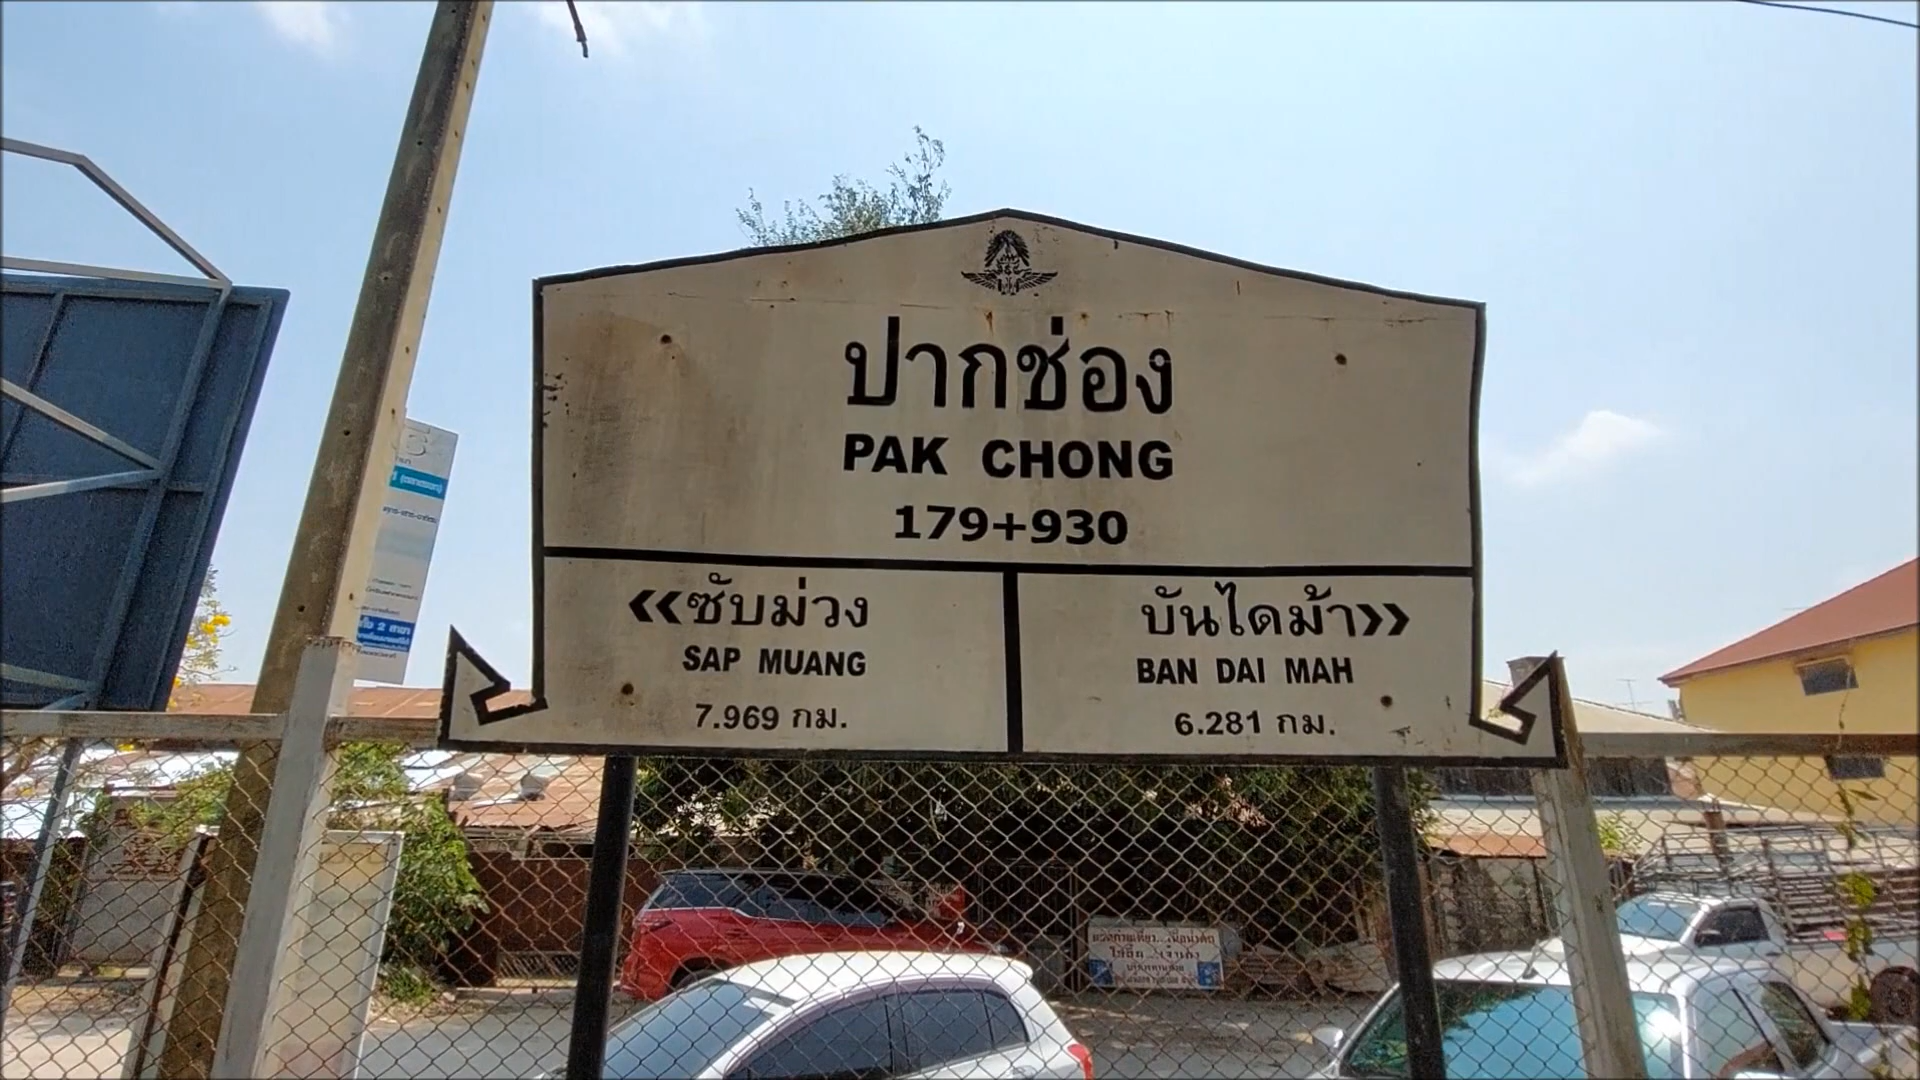 ปากช่อง
PAK CHONG
179+930
«ซับม่วง
SAP MUANG
7.969 กม.
บันไดม้า»
BAN DAI MAH
6.281 กม.